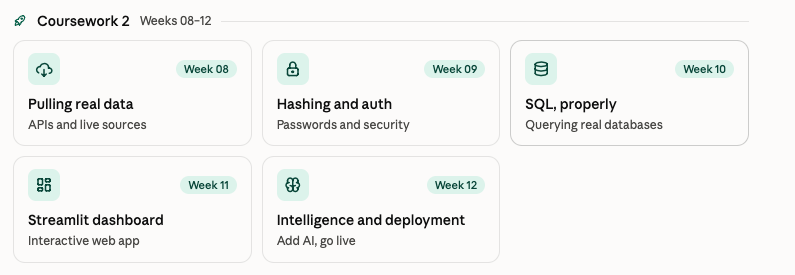 Coursework 2 Weeks 08–12
Week 08
Pulling real data
APIs and live sources
Week 09
Hashing and auth
Passwords and security
Week 10
SQL, properly
Querying real databases
Week 11
Streamlit dashboard
Interactive web app
Week 12
Intelligence and deployment
Add AI, go live